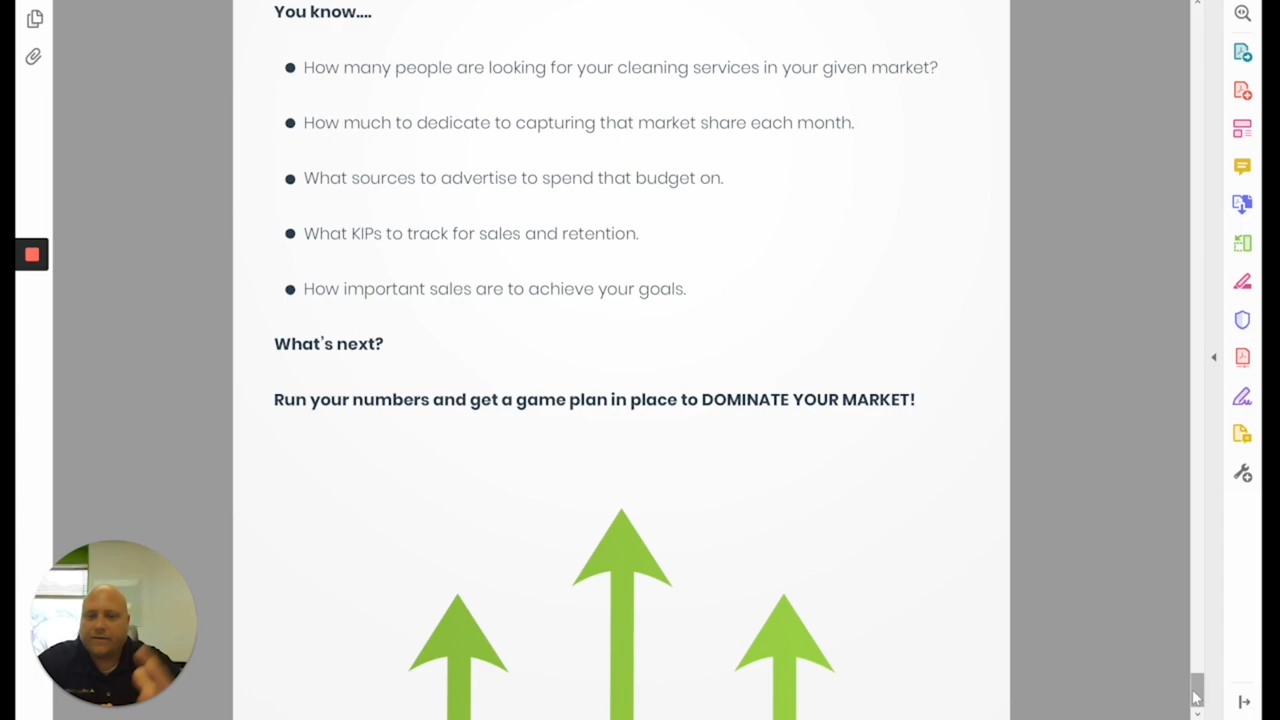 You know....
How many people are looking for your cleaning services in your given market?
How much to dedicate to capturing that market share each month.
What sources to advertise to spend that budget on.
What KIPs to track for sales and retention.
How important sales are to achieve your goals.
What's next?
Run your numbers and get a game plan in place to DOMINATE YOUR MARKET!